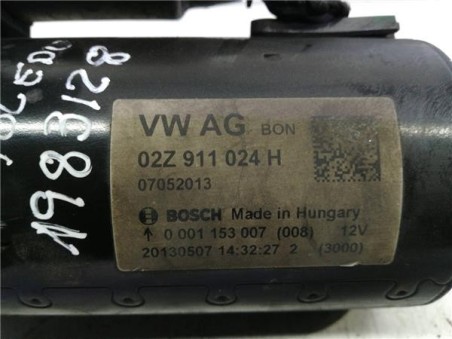 VW AG BON
02Z 911 024 H
07052013
BOSCH Made in Hungary
↑ 0 001 153 007 (008) 12V
20130507 14:32:27 2 (3000)
11983128